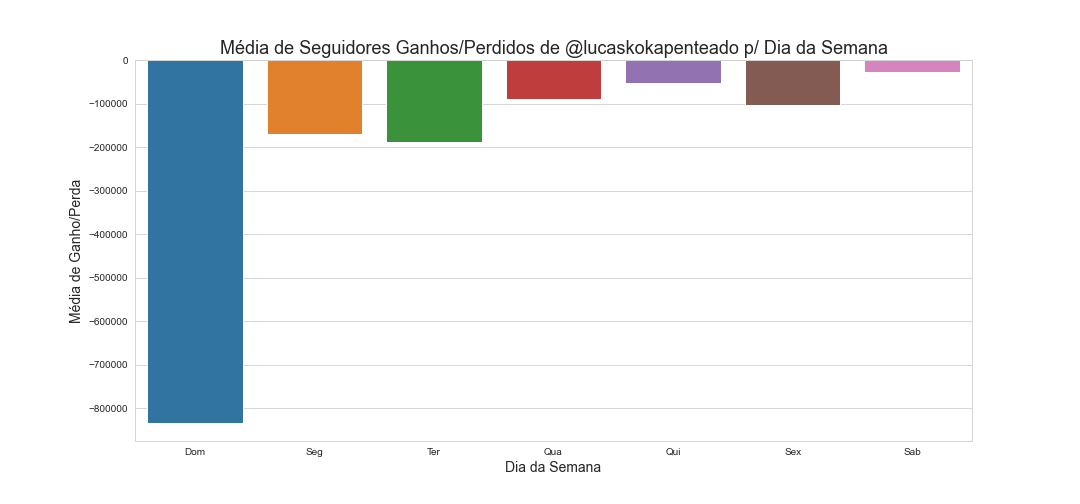 Média de Seguidores Ganhos/Perdidos de @lucaskokapenteado p/ Dia da Semana
Média de Ganho/Perda
0
−100000
−200000
−300000
−400000
−500000
−600000
−700000
−800000
Dom Seg Ter Qua Qui Sex Sab
Dia da Semana